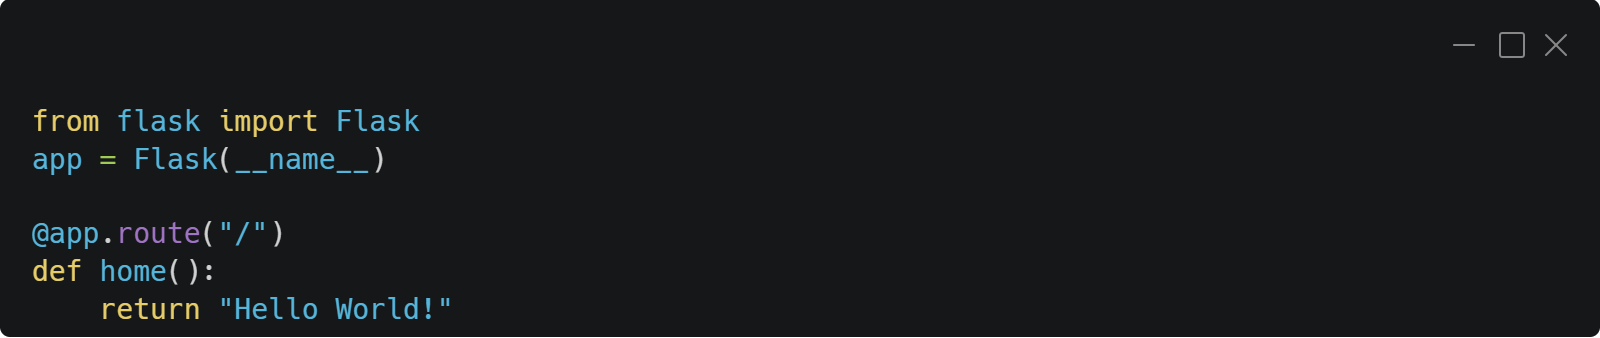 from flask import Flask
app = Flask(__name__)

@app.route("/")
def home():
    return "Hello World!"